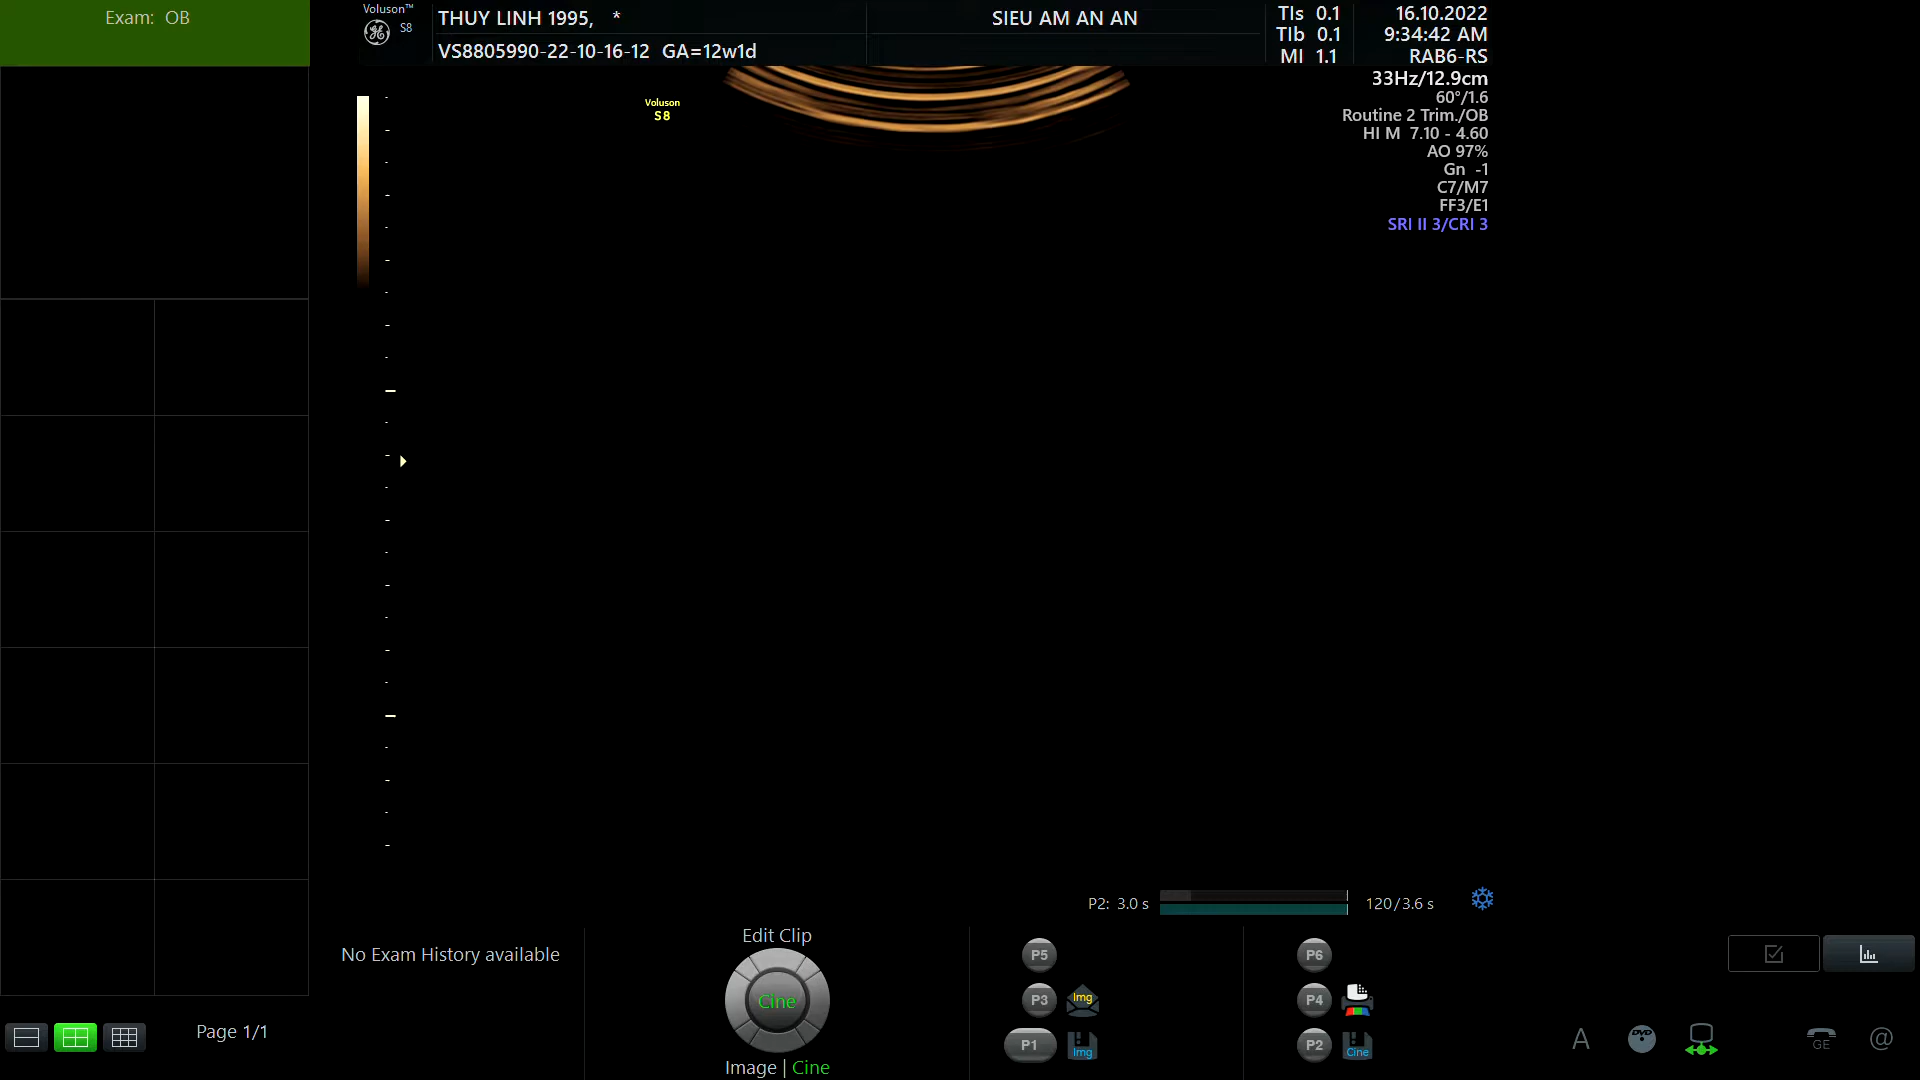 Exam: OB
Voluson™
S8
THUY LINH 1995, *
SIEU AM AN AN
VS8805990-22-10-16-12 GA=12w1d
TIs 0.1
TIb 0.1
MI 1.1
16.10.2022
9:34:42 AM
RAB6-RS
33Hz/12.9cm
60°/1.6
Routine 2 Trim./OB
HI M 7.10 - 4.60
AO 97%
Gn -1
C7/M7
FF3/E1
SRI II 3/CRI 3
Voluson
S8
P2: 3.0 s
120/3.6 s
No Exam History available
Edit Clip
Cine
Image | Cine
P5
P3 Img
P1 Img
P6
P4
P2 Cine
Page 1/1
A
DVD
GE
@